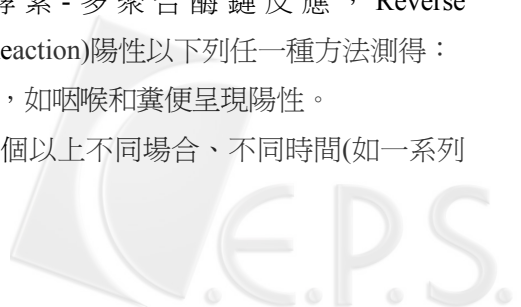 酵素-多聚合酶鏈反應，Reverse
eaction)陽性以下列任一種方法測得：
，如咽喉和糞便呈現陽性。
個以上不同場合、不同時間(如一系列
C.E.P.S.